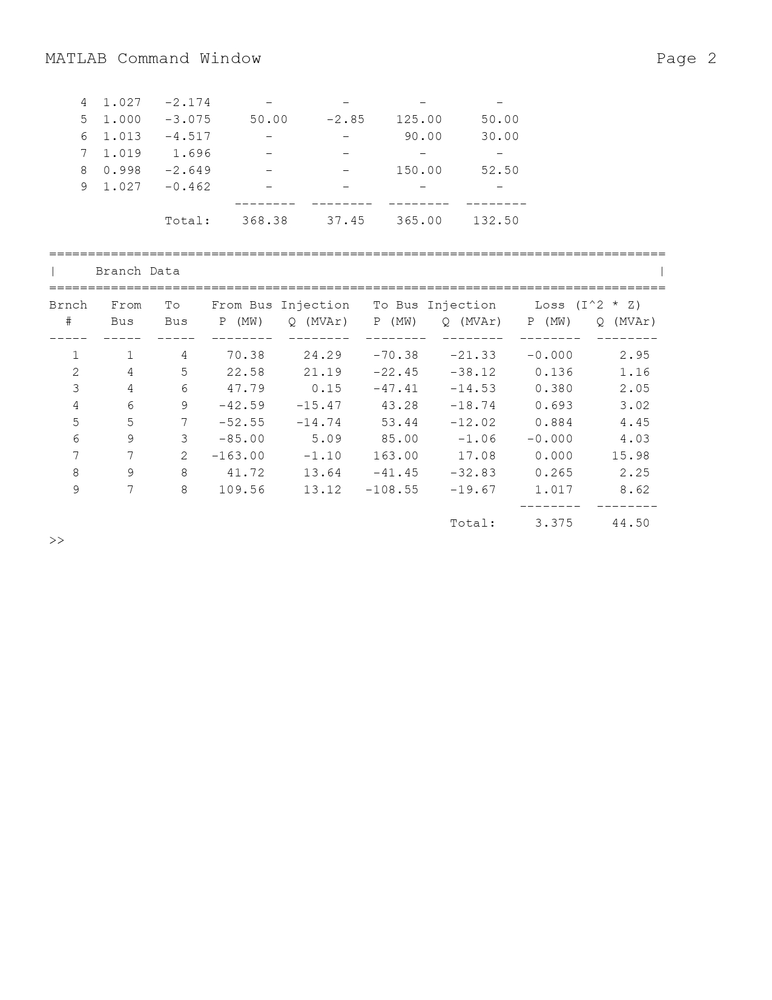 MATLAB Command Window Page 2
4 1.027 -2.174 - - - -
5 1.000 -3.075 50.00 -2.85 125.00 50.00
6 1.013 -4.517 - - 90.00 30.00
7 1.019 1.696 - - - -
8 0.998 -2.649 - - 150.00 52.50
9 1.027 -0.462 - - - -
-------- -------- -------- --------
Total: 368.38 37.45 365.00 132.50
================================================================================
| Branch Data |
================================================================================
Brnch From To From Bus Injection To Bus Injection Loss (I^2 * Z)
# Bus Bus P (MW) Q (MVAr) P (MW) Q (MVAr) P (MW) Q (MVAr)
----- ----- ----- -------- -------- -------- -------- -------- --------
1 1 4 70.38 24.29 -70.38 -21.33 -0.000 2.95
2 4 5 22.58 21.19 -22.45 -38.12 0.136 1.16
3 4 6 47.79 0.15 -47.41 -14.53 0.380 2.05
4 6 9 -42.59 -15.47 43.28 -18.74 0.693 3.02
5 5 7 -52.55 -14.74 53.44 -12.02 0.884 4.45
6 9 3 -85.00 5.09 85.00 -1.06 -0.000 4.03
7 7 2 -163.00 -1.10 163.00 17.08 0.000 15.98
8 9 8 41.72 13.64 -41.45 -32.83 0.265 2.25
9 7 8 109.56 13.12 -108.55 -19.67 1.017 8.62
-------- --------
Total: 3.375 44.50
>>